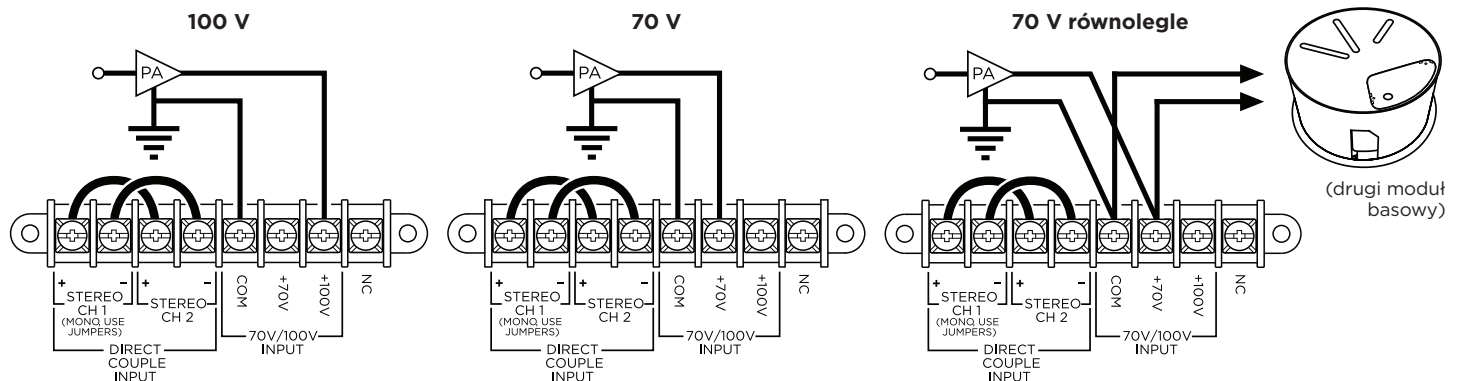 100 V
PA
+ − + −
STEREO
CH 1
(MONO, USE
JUMPERS)
STEREO
CH 2
COM
+70V
+100V
NC
DIRECT
COUPLE
INPUT
70V/100V
INPUT
70 V
PA
+ − + −
STEREO
CH 1
(MONO, USE
JUMPERS)
STEREO
CH 2
COM
+70V
+100V
NC
DIRECT
COUPLE
INPUT
70V/100V
INPUT
70 V równolegle
PA
(drugi moduł
basowy)
+ − + −
STEREO
CH 1
(MONO, USE
JUMPERS)
STEREO
CH 2
COM
+70V
+100V
NC
DIRECT
COUPLE
INPUT
70V/100V
INPUT